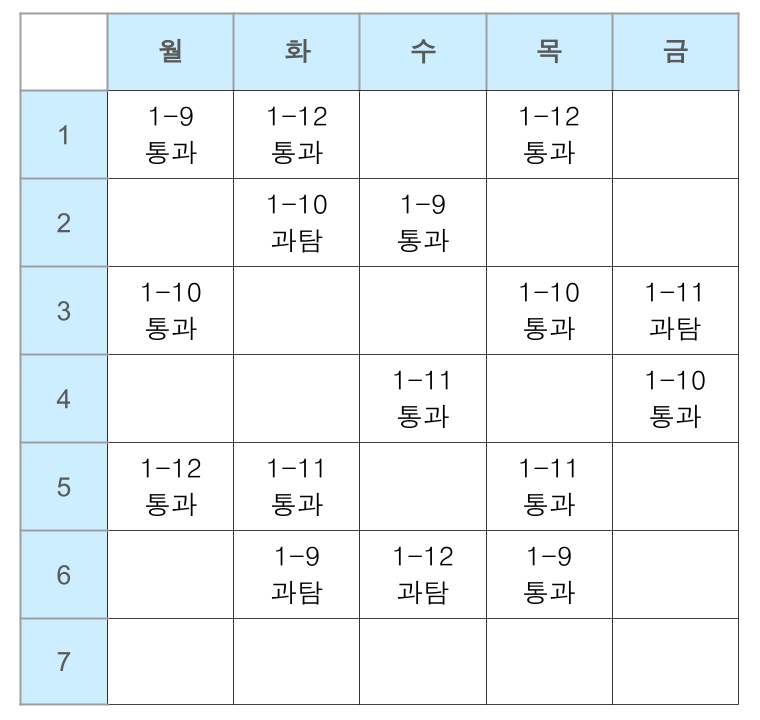 월 화 수 목 금
1 1-9 1-12 1-12
통과 통과 통과
2 1-10 1-9
과탐 통과
3 1-10 1-10 1-11
통과 통과 과탐
4 1-11 1-10
통과 통과
5 1-12 1-11 1-11
통과 통과 통과
6 1-9 1-12 1-9
과탐 과탐 통과
7